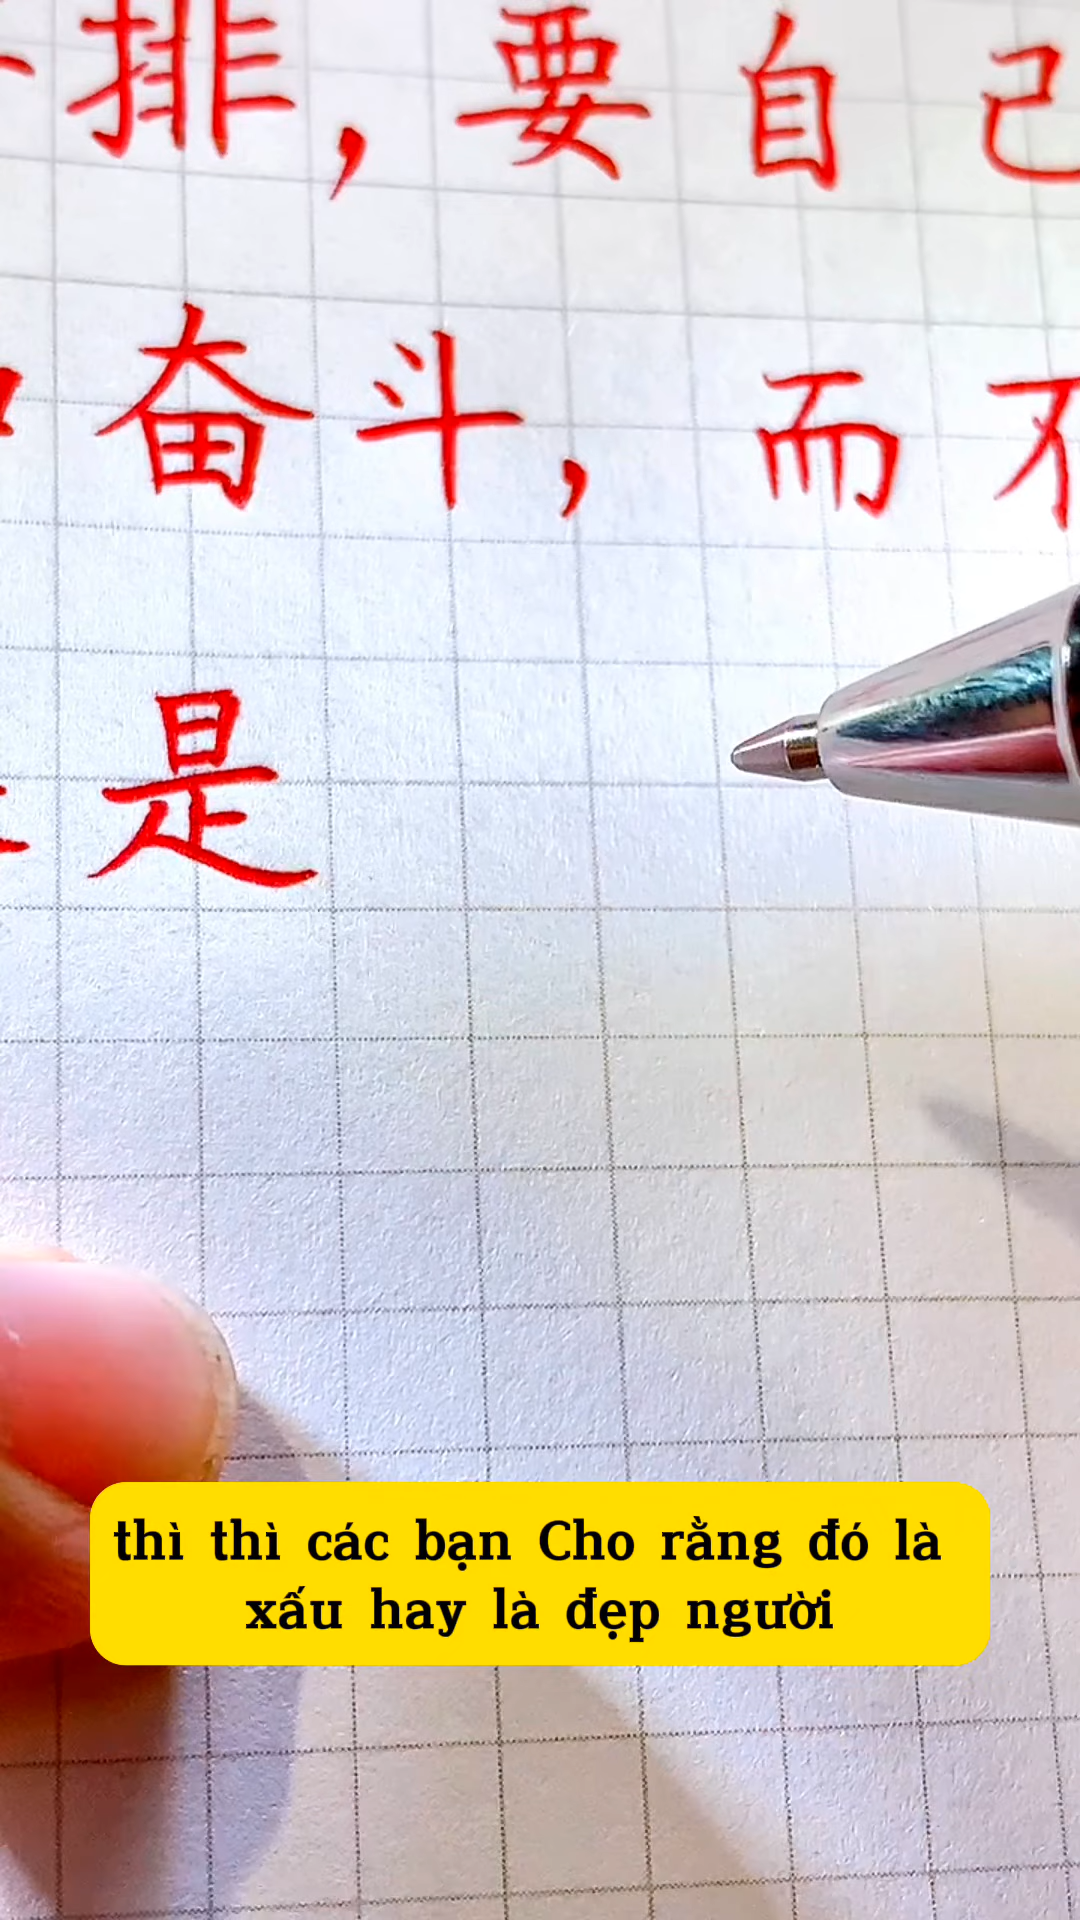 排，要自己
奋斗，而不
是
thì thì các bạn Cho rằng đó là
xấu hay là đẹp người